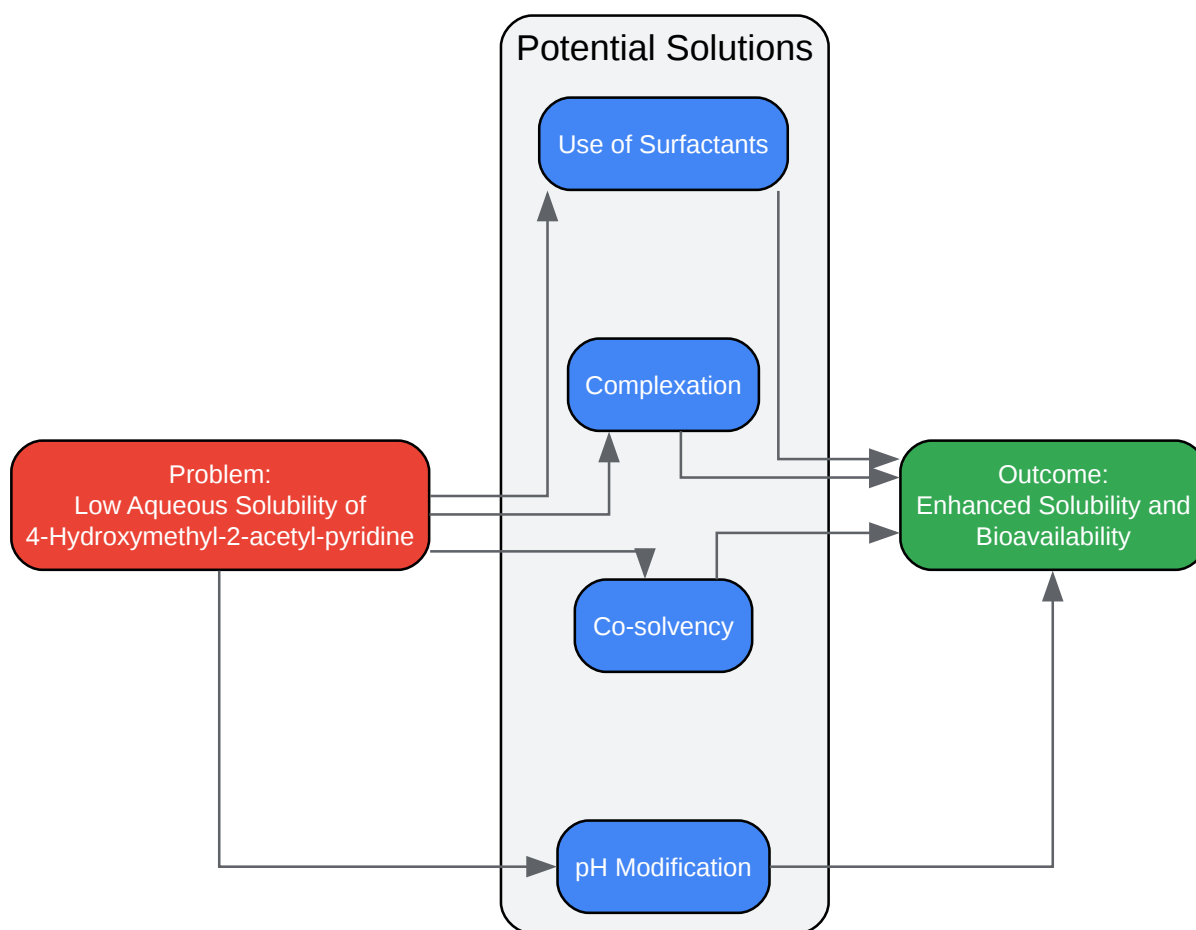 Potential Solutions
Use of Surfactants
Complexation
Problem:
Low Aqueous Solubility of
4-Hydroxymethyl-2-acetyl-pyridine
Outcome:
Enhanced Solubility and
Bioavailability
Co-solvency
pH Modification